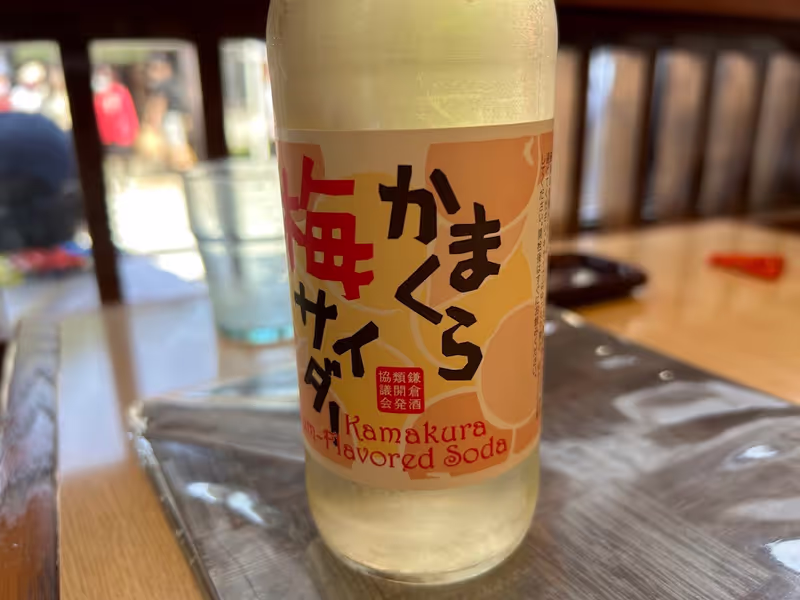 かまくら
梅
サイダー
鎌倉酒
類開発
協議会
Kamakura
Flavored Soda